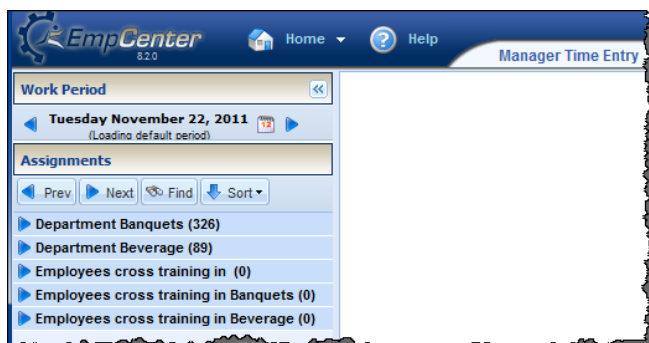 EmpCenter
8.2.0
Home
Help
Manager Time Entry
Work Period
Tuesday November 22, 2011
12
(Loading default period)
Assignments
Prev
Next
Find
Sort
Department Banquets (326)
Department Beverage (89)
Employees cross training in (0)
Employees cross training in Banquets (0)
Employees cross training in Beverage (0)